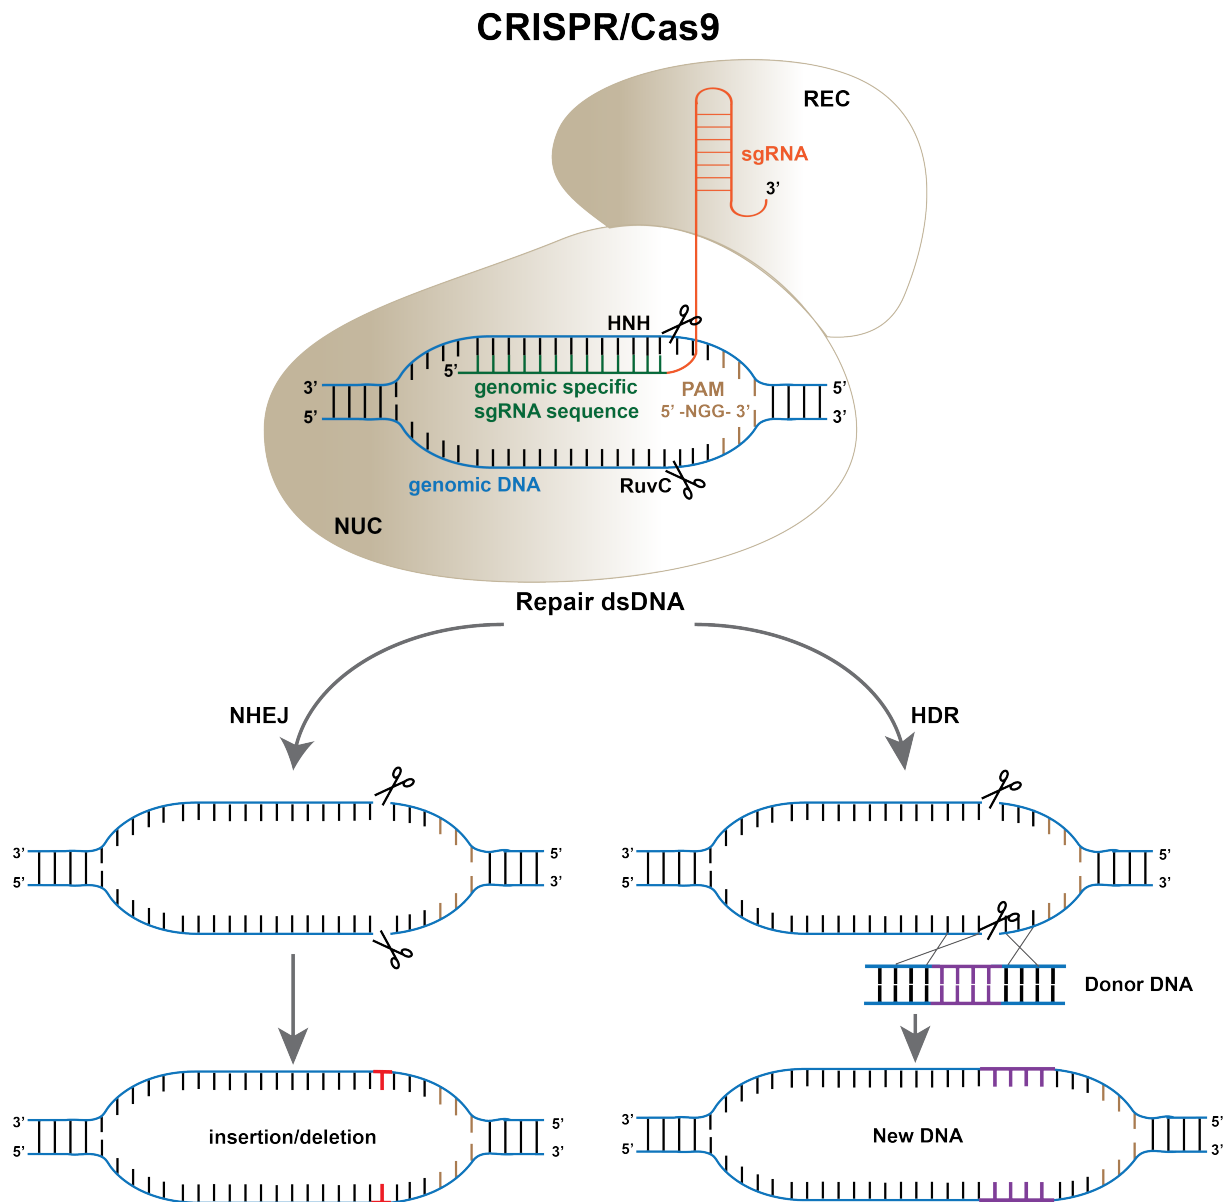 CRISPR/Cas9
REC
sgRNA
3’
HNH
5’
3’
5’
genomic specific
sgRNA sequence
PAM
5’ -NGG- 3’
5’
3’
genomic DNA
RuvC
NUC
Repair dsDNA
NHEJ
HDR
3’
5’
5’
3’
3’
5’
5’
3’
Donor DNA
3’
5’
insertion/deletion
5’
3’
3’
5’
New DNA
5’
3’